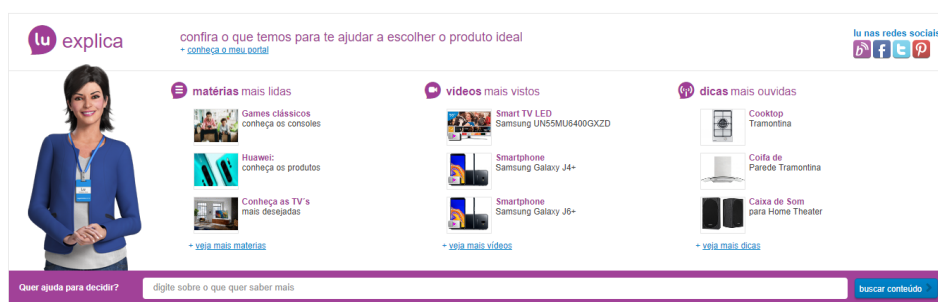 lu explica
confira o que temos para te ajudar a escolher o produto ideal
+ conheça o meu portal
lu nas redes sociais
matérias mais lidas
Games clássicos
conheça os consoles
Huawei:
conheça os produtos
Conheça as TV´s
mais desejadas
+ veja mais materias
videos mais vistos
Smart TV LED
Samsung UN55MU6400GXZD
Smartphone
Samsung Galaxy J4+
Smartphone
Samsung Galaxy J6+
+ veja mais vídeos
dicas mais ouvidas
Cooktop
Tramontina
Coifa de
Parede Tramontina
Caixa de Som
para Home Theater
+ veja mais dicas
Quer ajuda para decidir?
digite sobre o que quer saber mais
buscar conteúdo